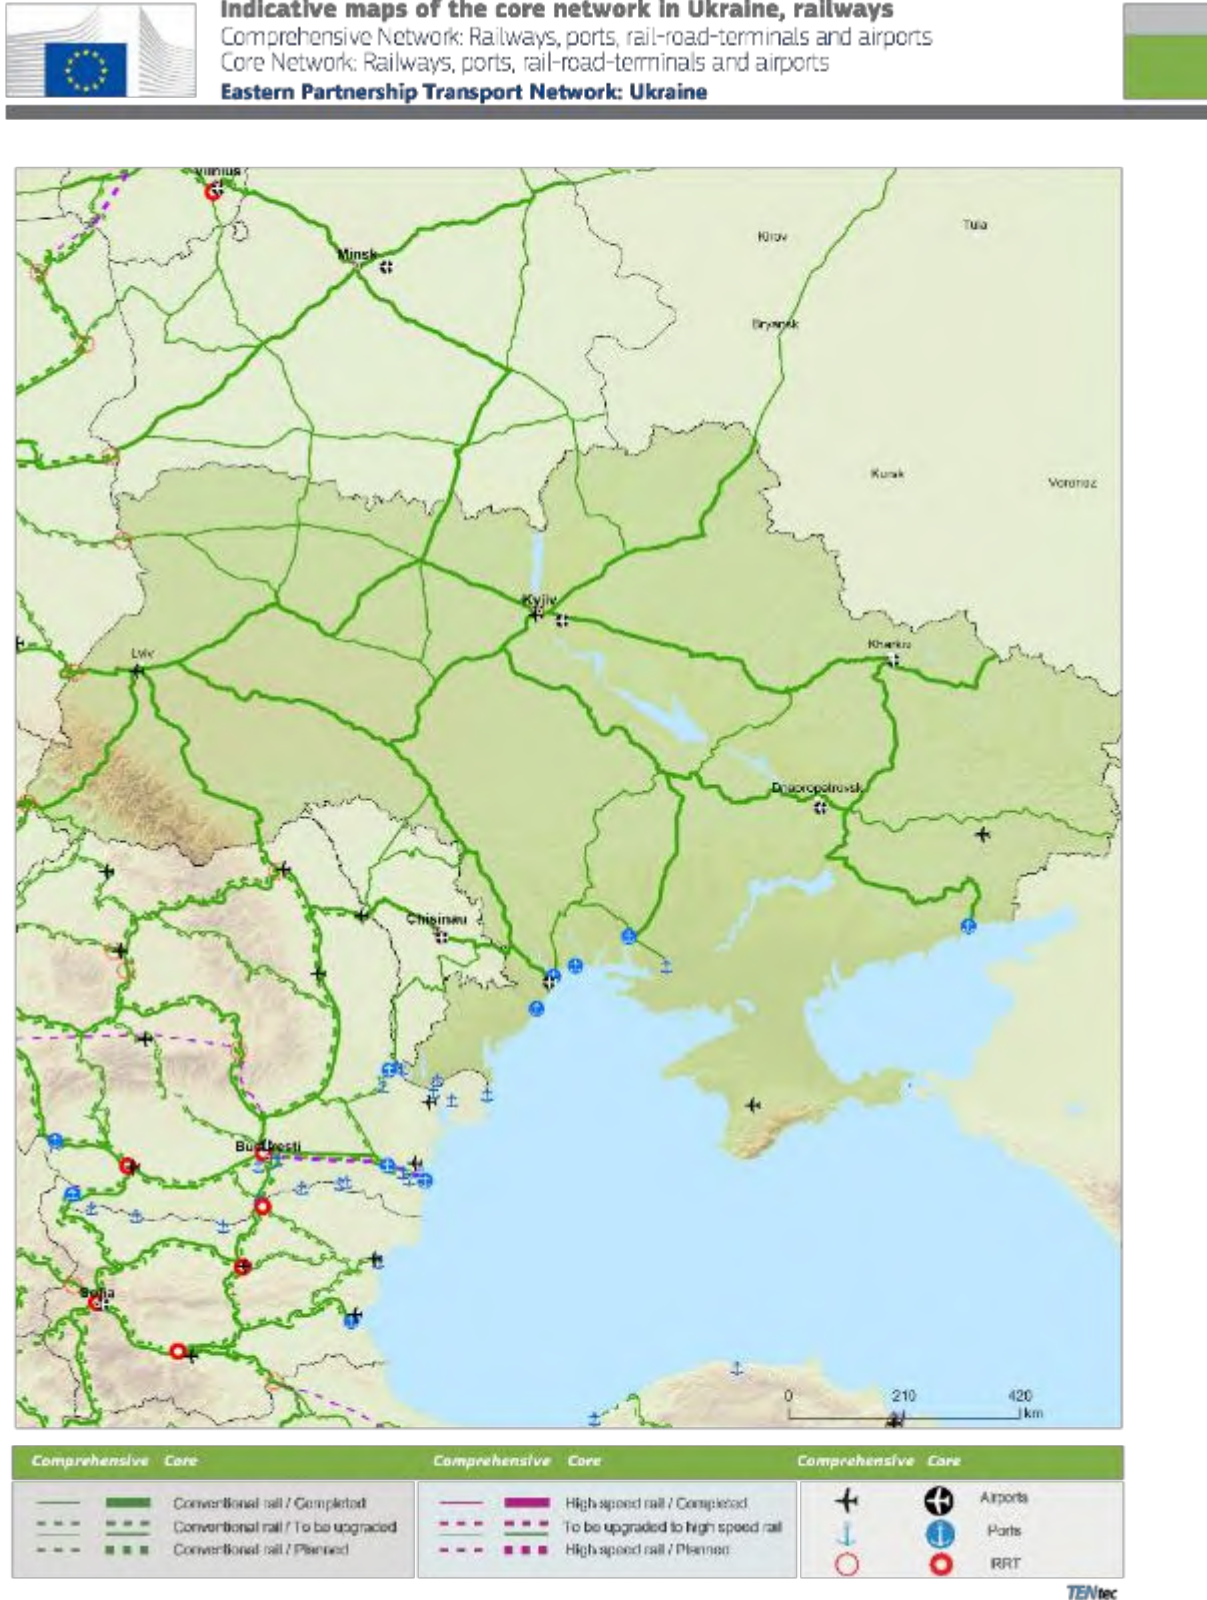 Indicative maps of the core network in Ukraine, railways
Comprehensive Network: Railways, ports, rail-road-terminals and airports
Core Network: Railways, ports, rail-road-terminals and airports
Eastern Partnership Transport Network: Ukraine
Vilnius
Tula
Kirov
Minsk
Bryansk
Kursk
Voronez
Kyjiv
Kharkiv
Lviv
Dnepropetrovsk
Chisinau
Bucuresti
Sofia
0 210 420
km
Comprehensive Core
Comprehensive Core
Comprehensive Core
Conventional rail / Completed
High speed rail / Completed
Airports
Conventional rail / To be upgraded
To be upgraded to high speed rail
Ports
Conventional rail / Planned
High speed rail / Planned
RRT
TENtec